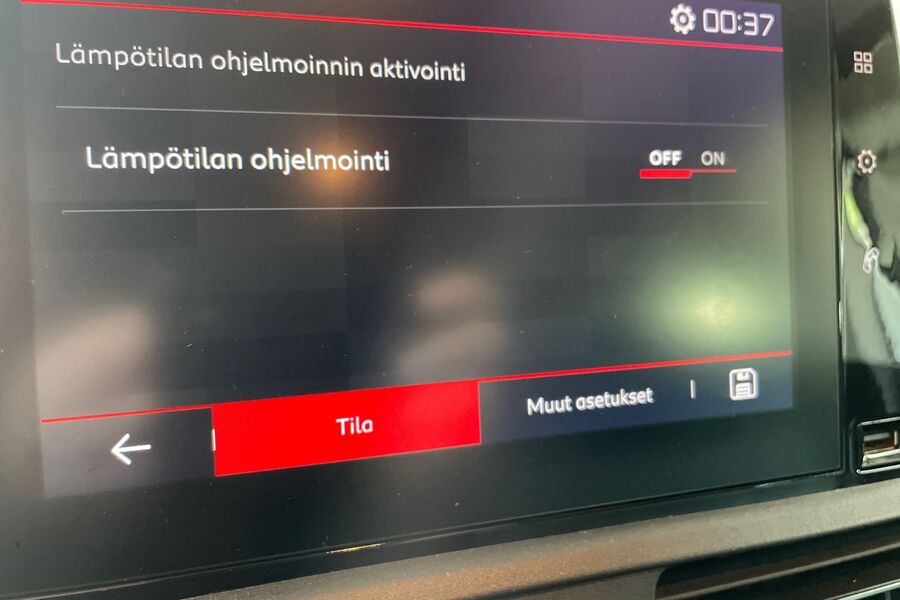 00:37
Lämpötilan ohjelmoinnin aktivointi
Lämpötilan ohjelmointi OFF ON
Tila Muut asetukset